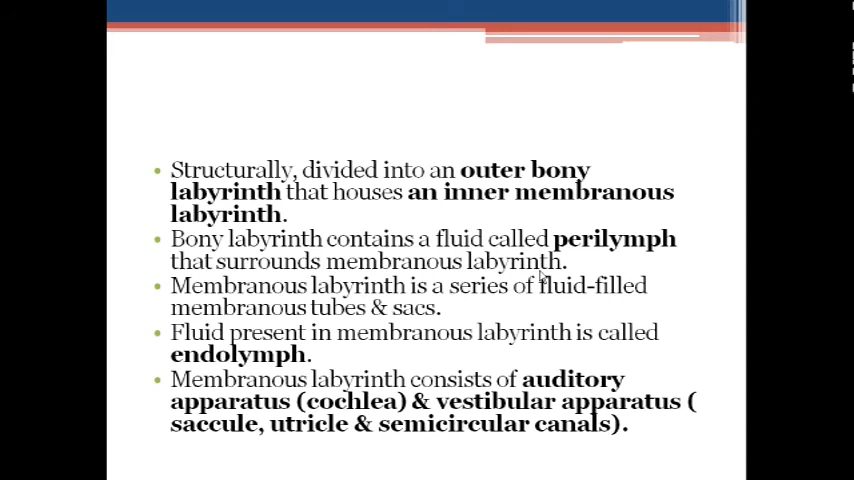 • Structurally, divided into an outer bony
labyrinth that houses an inner membranous
labyrinth.
• Bony labyrinth contains a fluid called perilymph
that surrounds membranous labyrinth.
• Membranous labyrinth is a series of fluid-filled
membranous tubes & sacs.
• Fluid present in membranous labyrinth is called
endolymph.
• Membranous labyrinth consists of auditory
apparatus (cochlea) & vestibular apparatus (
saccule, utricle & semicircular canals).